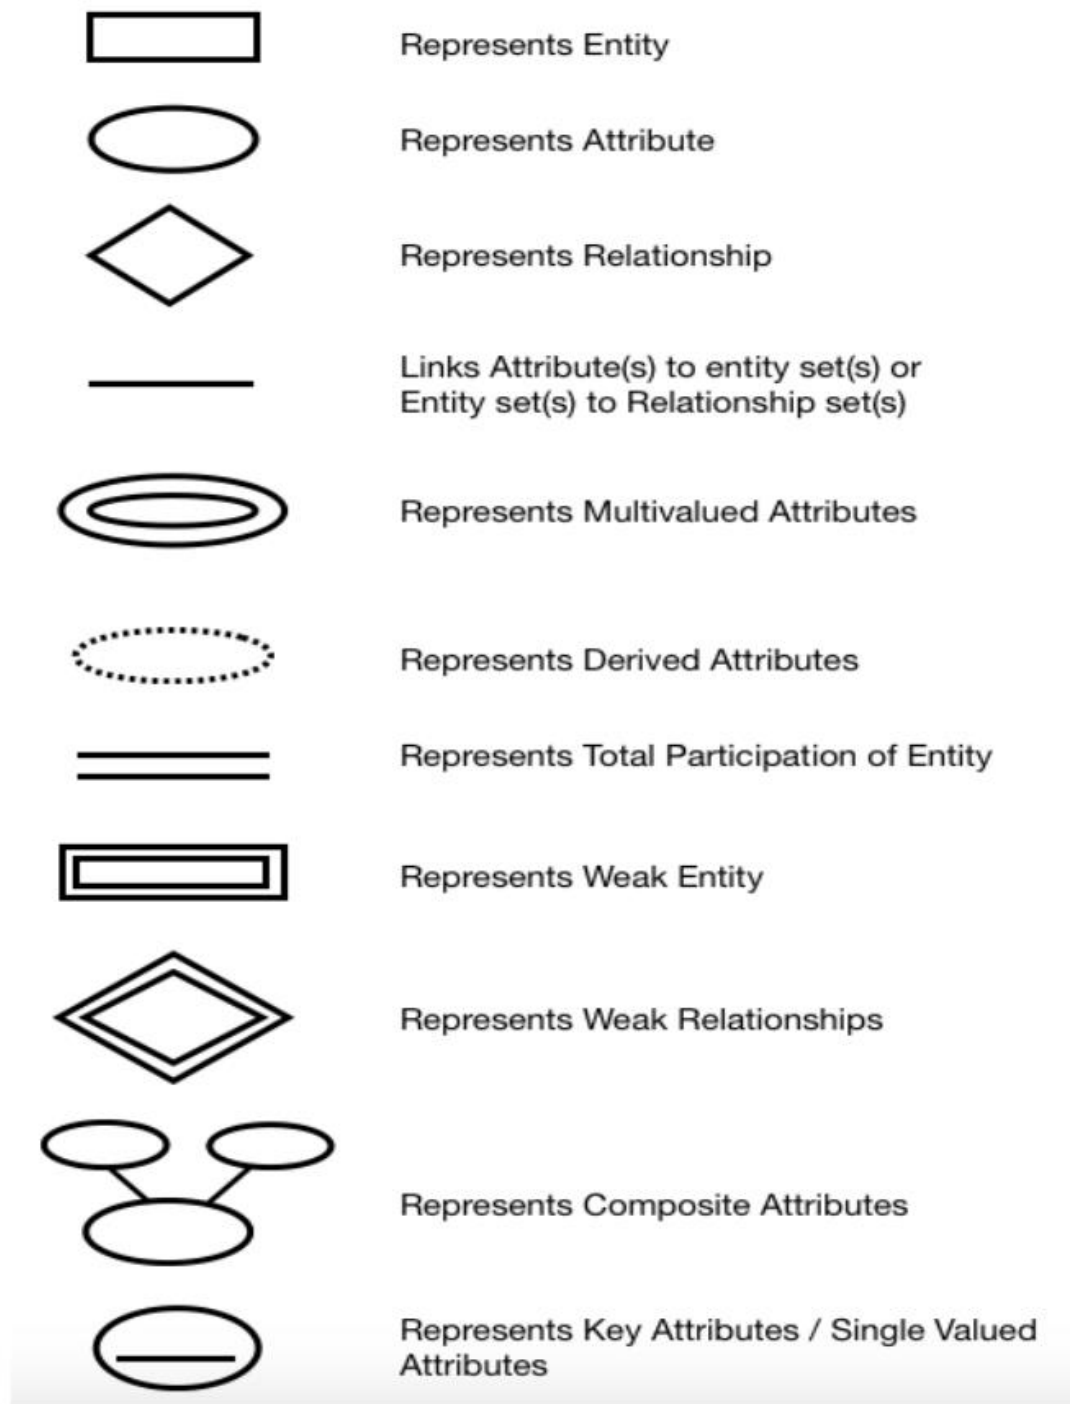 Represents Entity
Represents Attribute
Represents Relationship
Links Attribute(s) to entity set(s) or
Entity set(s) to Relationship set(s)
Represents Multivalued Attributes
Represents Derived Attributes
Represents Total Participation of Entity
Represents Weak Entity
Represents Weak Relationships
Represents Composite Attributes
Represents Key Attributes / Single Valued
Attributes